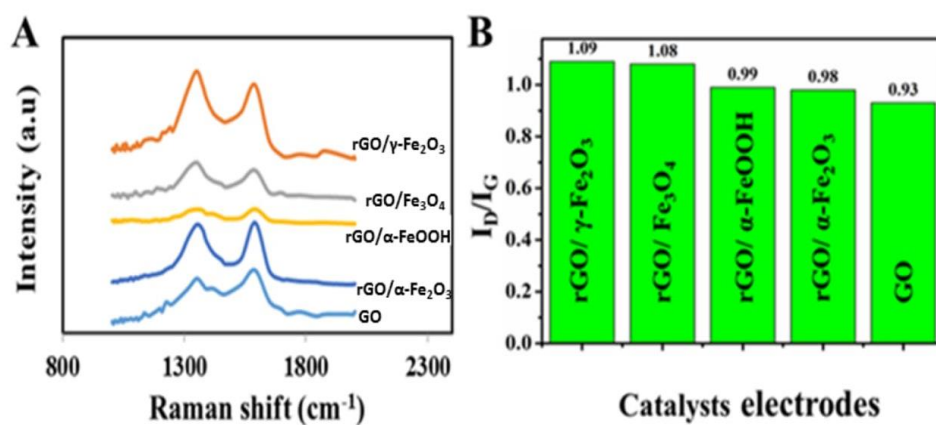 A
Intensity (a.u)
rGO/γ-Fe₂O₃
rGO/Fe₃O₄
rGO/α-FeOOH
rGO/α-Fe₂O₃
GO
800
1300
1800
2300
Raman shift (cm⁻¹)
B
I_D/I_G
1.0
0.8
0.6
0.4
0.2
0.0
1.09
1.08
0.99
0.98
0.93
rGO/ γ-Fe₂O₃
rGO/ Fe₃O₄
rGO/ α-FeOOH
rGO/ α-Fe₂O₃
GO
Catalysts electrodes